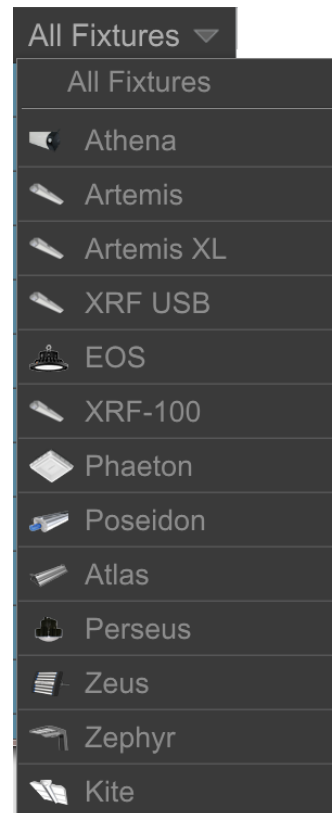 All Fixtures
All Fixtures
Athena
Artemis
Artemis XL
XRF USB
EOS
XRF-100
Phaeton
Poseidon
Atlas
Perseus
Zeus
Zephyr
Kite